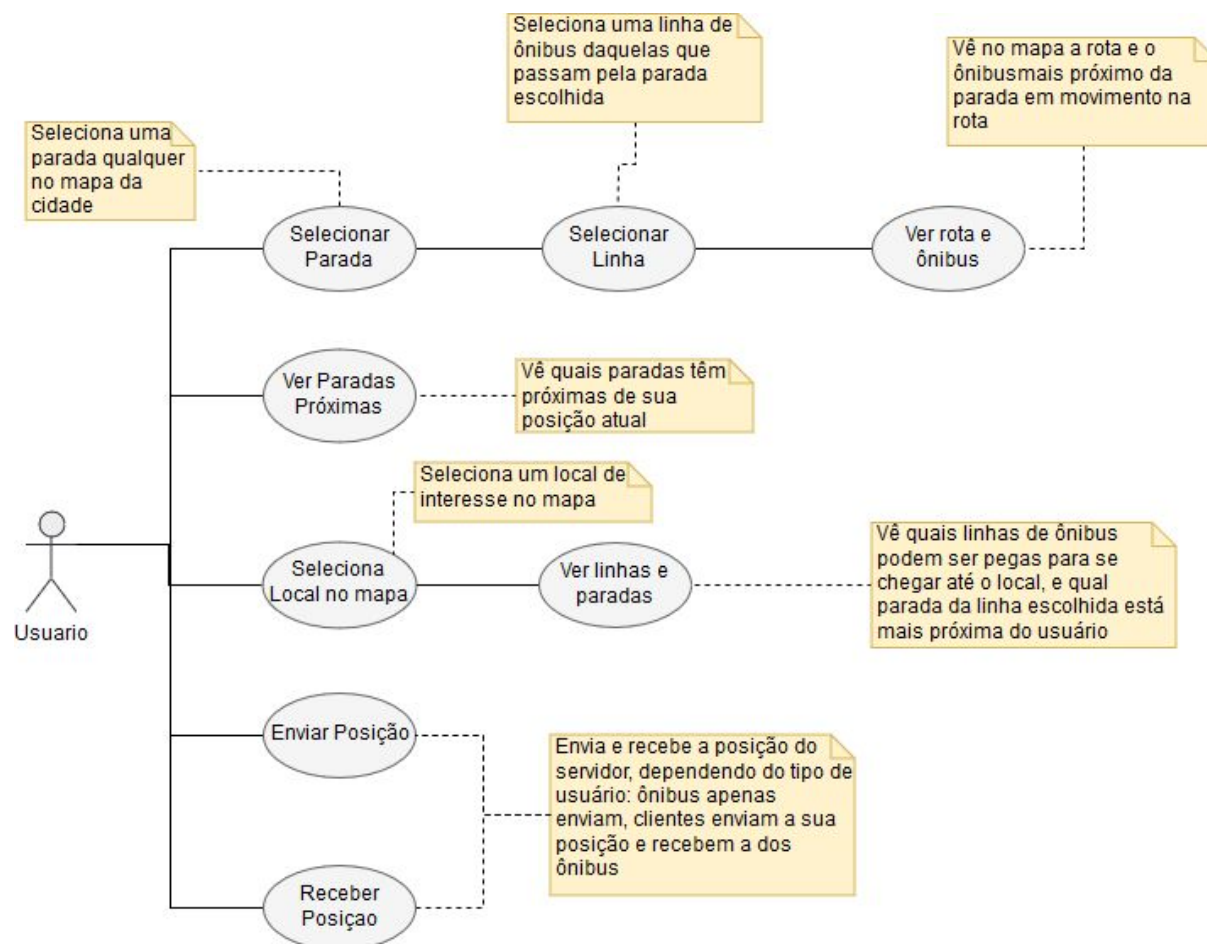 Seleciona uma linha de
ônibus daquelas que
passam pela parada
escolhida
Vê no mapa a rota e o
ônibusmais próximo da
parada em movimento na
rota
Seleciona uma
parada qualquer
no mapa da
cidade
Selecionar
Parada
Selecionar
Linha
Ver rota e
ônibus
Ver Paradas
Próximas
Vê quais paradas têm
próximas de sua
posição atual
Seleciona um local de
interesse no mapa
Seleciona
Local no mapa
Ver linhas e
paradas
Vê quais linhas de ônibus
podem ser pegas para se
chegar até o local, e qual
parada da linha escolhida está
mais próxima do usuário
Usuario
Enviar Posição
Envia e recebe a posição do
servidor, dependendo do tipo de
usuário: ônibus apenas
enviam, clientes enviam a sua
posição e recebem a dos
ônibus
Receber
Posiçao